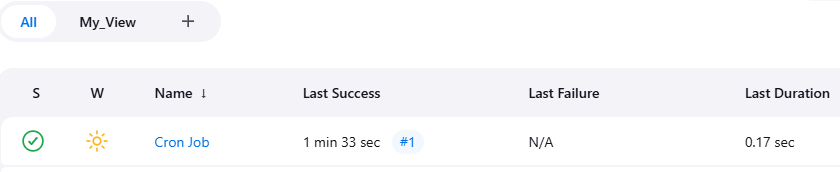 All My_View +
S W Name ↓ Last Success Last Failure Last Duration
Cron Job 1 min 33 sec #1 N/A 0.17 sec